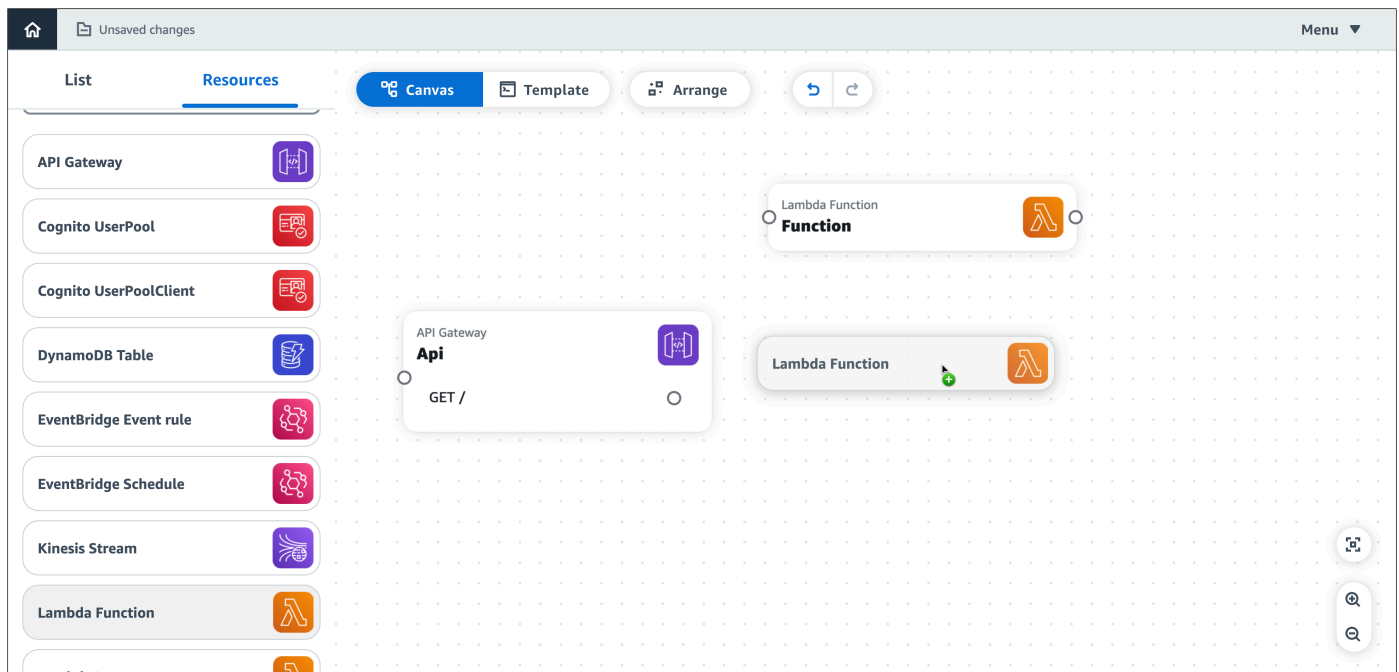 Unsaved changes
Menu
List
Resources
Canvas
Template
Arrange
API Gateway
Cognito UserPool
Cognito UserPoolClient
DynamoDB Table
EventBridge Event rule
EventBridge Schedule
Kinesis Stream
Lambda Function
Lambda Function
Function
API Gateway
Api
GET /
Lambda Function